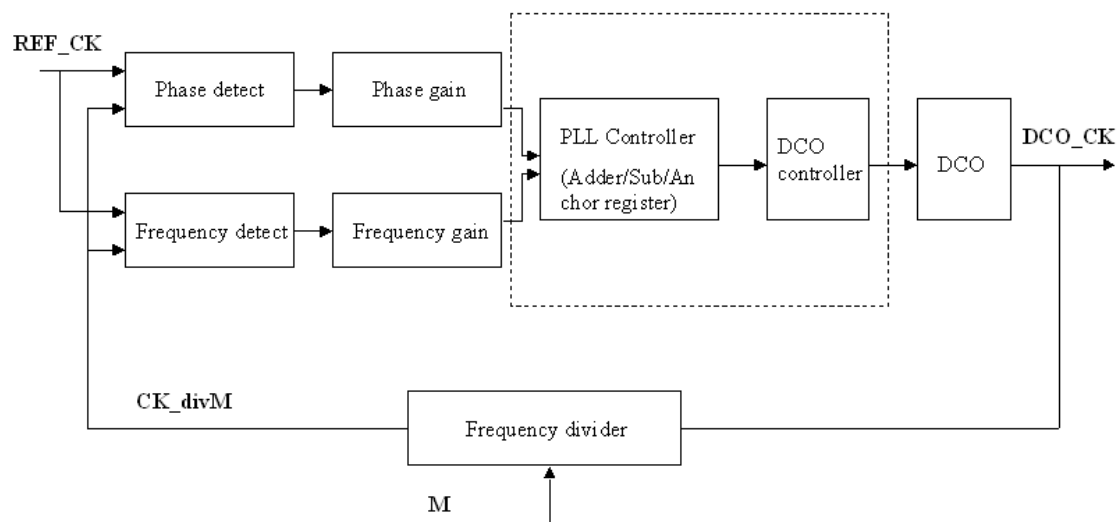 REF_CK
Phase detect
Phase gain
PLL Controller
(Adder/Sub/An
chor register)
DCO
controller
DCO
DCO_CK
Frequency detect
Frequency gain
CK_divM
Frequency divider
M